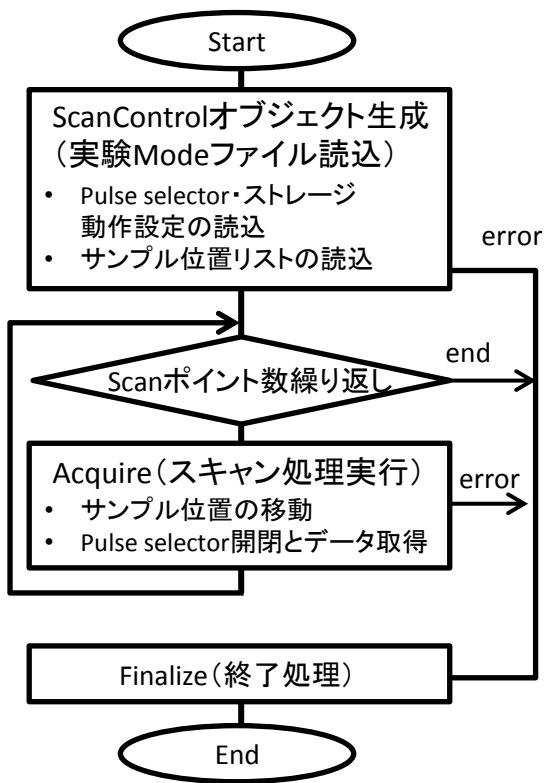 Start
ScanControlオブジェクト生成
（実験Modeファイル読込）
• Pulse selector・ストレージ
動作設定の読込
• サンプル位置リストの読込
error
Scanポイント数繰り返し
end
Acquire（スキャン処理実行）
• サンプル位置の移動
• Pulse selector開閉とデータ取得
error
Finalize（終了処理）
End